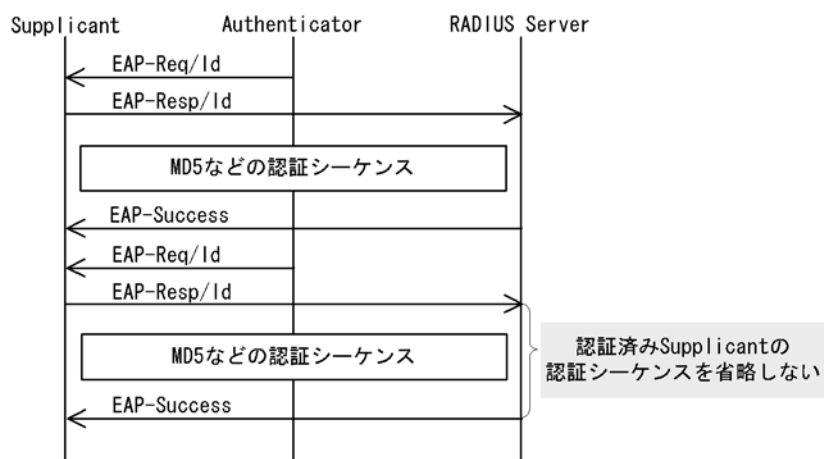 Supplicant Authenticator RADIUS Server
EAP-Req/Id
EAP-Resp/Id
MD5などの認証シーケンス
EAP-Success
EAP-Req/Id
EAP-Resp/Id
MD5などの認証シーケンス
認証済みSupplicantの
認証シーケンスを省略しない
EAP-Success